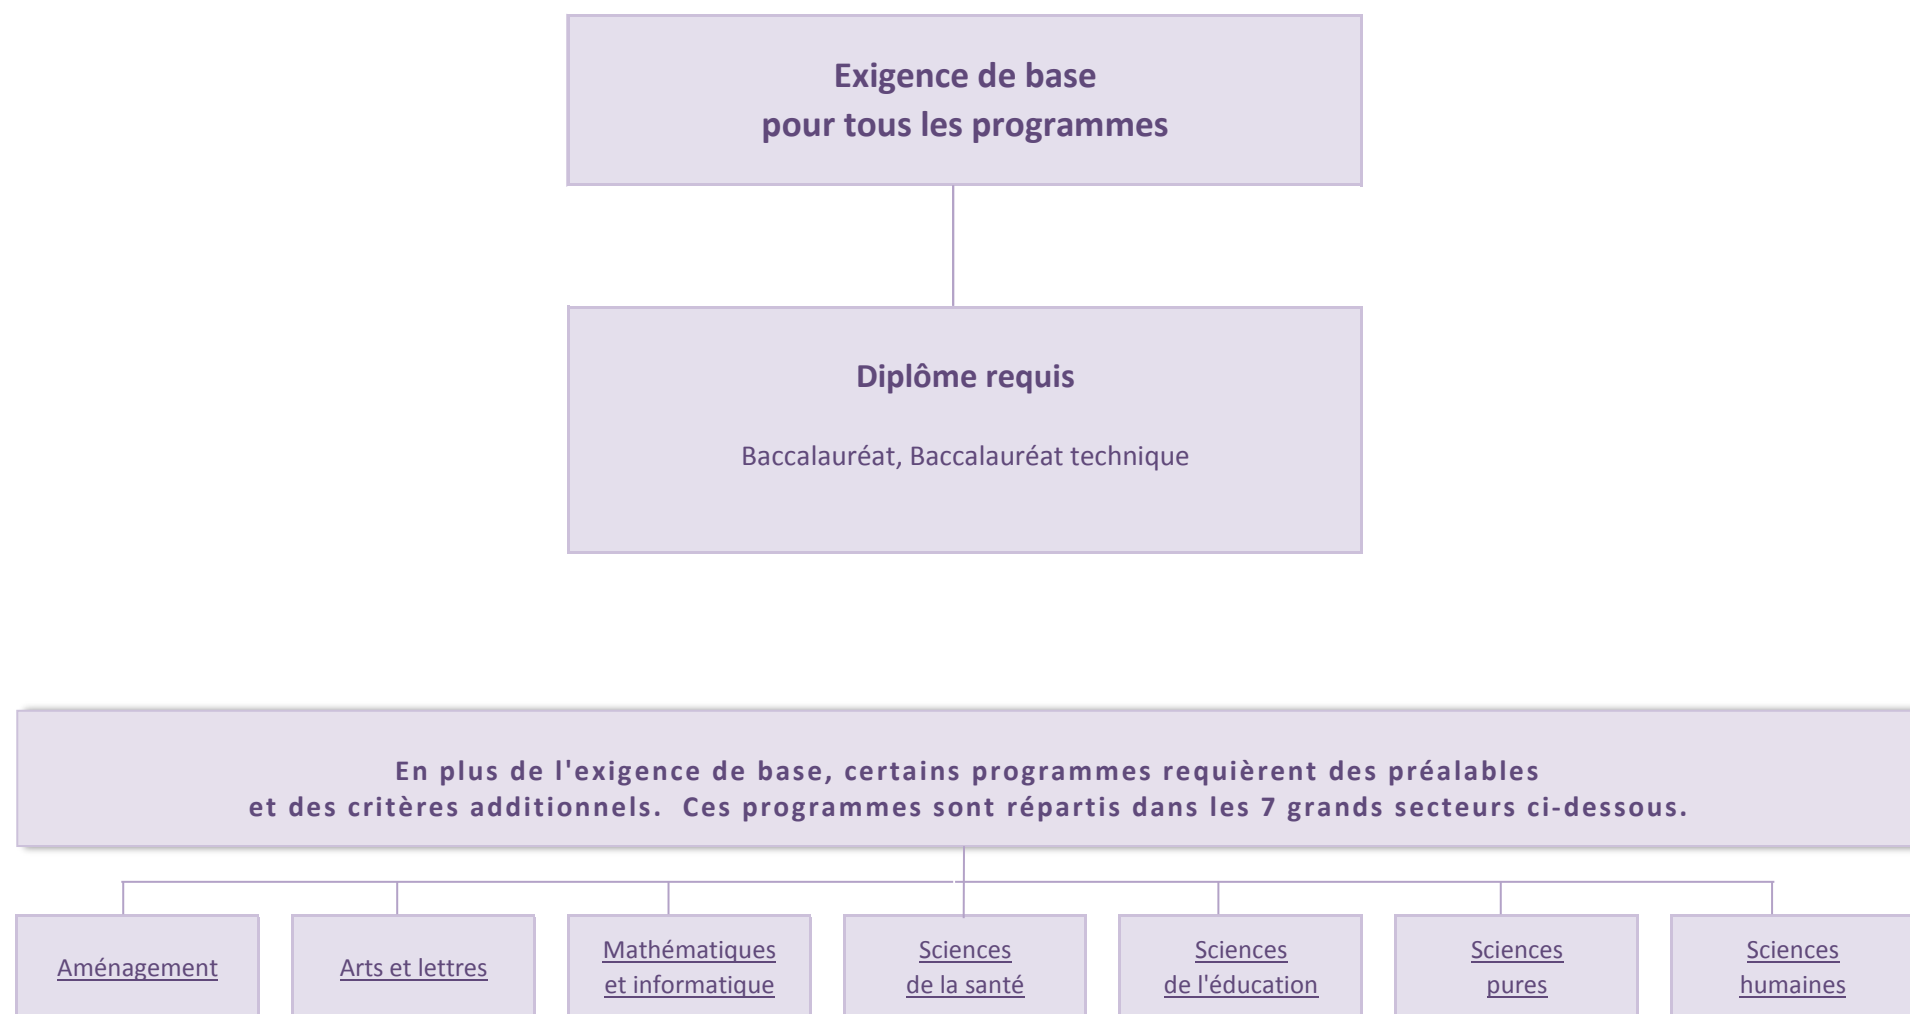 Exigence de base
pour tous les programmes
Diplôme requis
Baccalauréat, Baccalauréat technique
En plus de l'exigence de base, certains programmes requièrent des préalables
et des critères additionnels. Ces programmes sont répartis dans les 7 grands secteurs ci-dessous.
Aménagement
Arts et lettres
Mathématiques
et informatique
Sciences
de la santé
Sciences
de l'éducation
Sciences
pures
Sciences
humaines